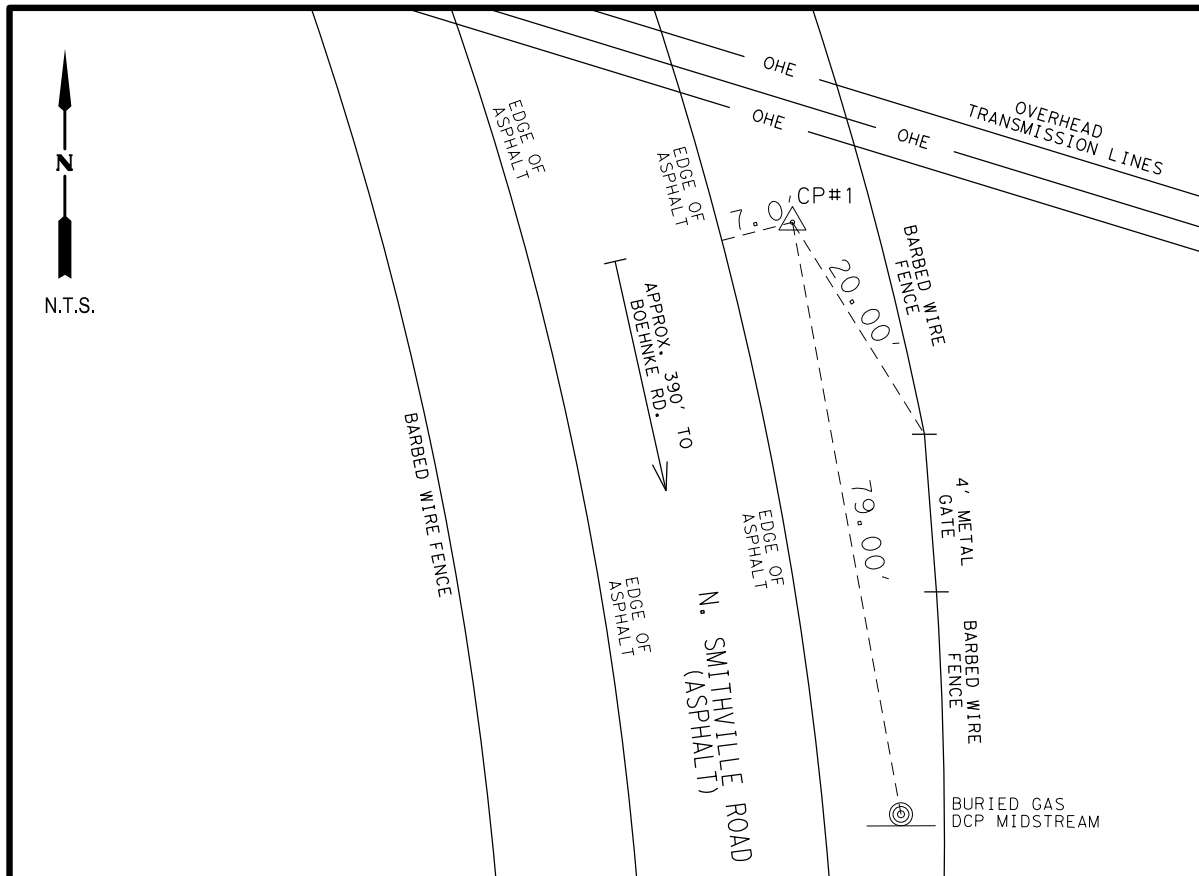 N
N.T.S.
OHE
OHE
OHE
OVERHEAD
TRANSMISSION LINES
EDGE OF
ASPHALT
EDGE OF
ASPHALT
CP#1
7.0'
20.00'
BARBED WIRE
FENCE
APPROX. 390' TO
BOEHNKE RD.
BARBED WIRE FENCE
79.00'
4' METAL
GATE
EDGE OF
ASPHALT
EDGE OF
ASPHALT
N. SMITHVILLE ROAD
(ASPHALT)
BARBED WIRE
FENCE
BURIED GAS
DCP MIDSTREAM